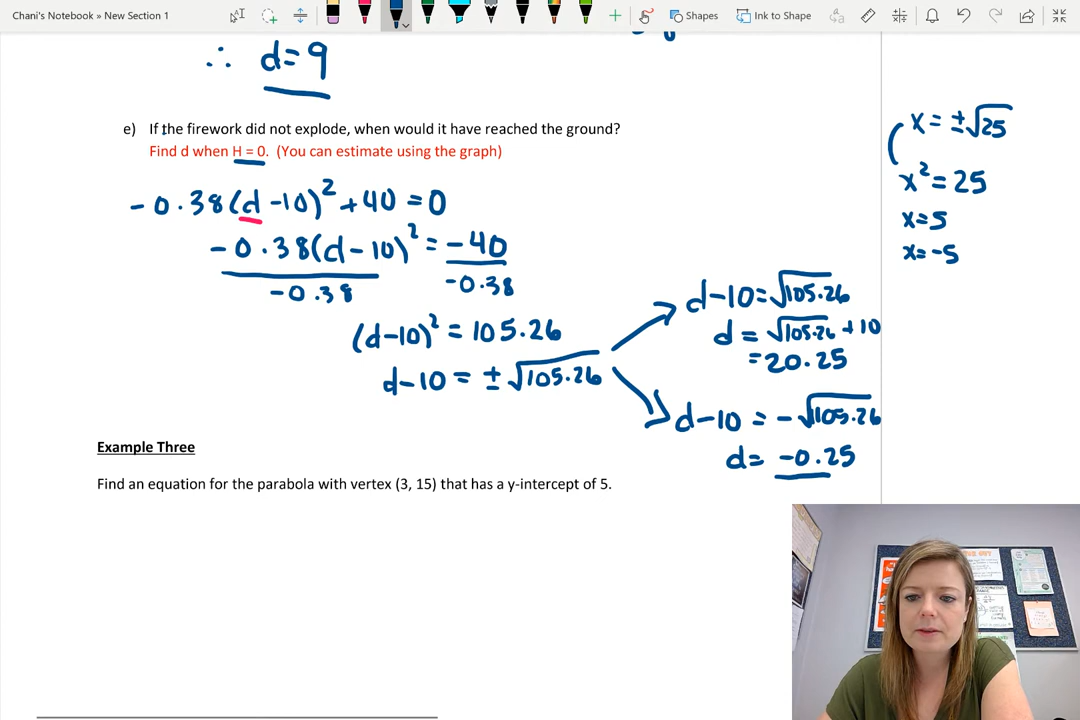 Chani's Notebook » New Section 1
Shapes
Ink to Shape
∴ d=9
e) If the firework did not explode, when would it have reached the ground?
Find d when H = 0. (You can estimate using the graph)
-0.38(d-10)²+40=0
-0.38(d-10)² = -40
-0.38 -0.38
(d-10)² = 105.26
d-10 = ±√105.26
d-10=√105.26
d = √105.26 +10
=20.25
d-10 = -√105.26
d= -0.25
x= ±√25
x²=25
x=5
x=-5
Example Three
Find an equation for the parabola with vertex (3, 15) that has a y-intercept of 5.